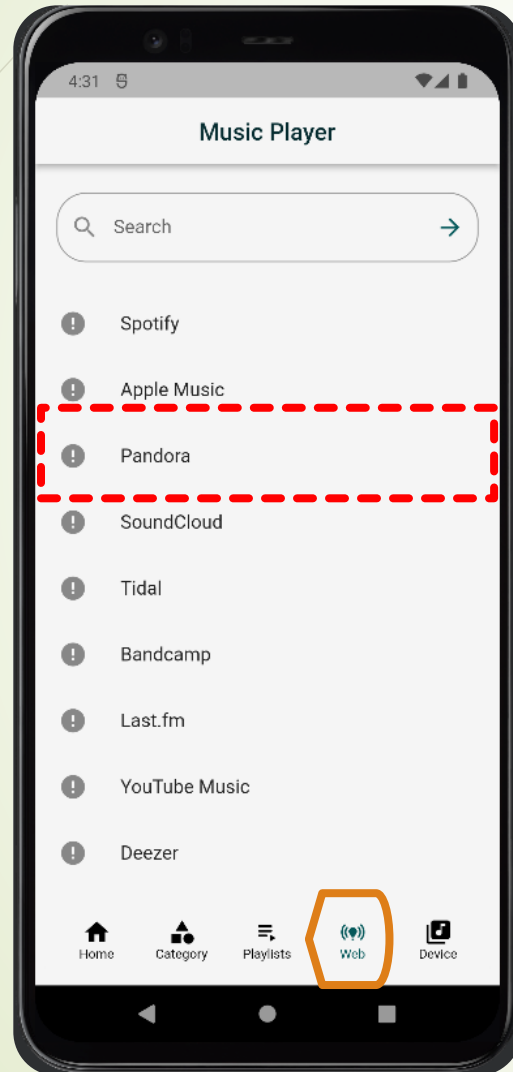 4:31
Music Player
Search
Spotify
Apple Music
Pandora
SoundCloud
Tidal
Bandcamp
Last.fm
YouTube Music
Deezer
Home Category Playlists Web Device